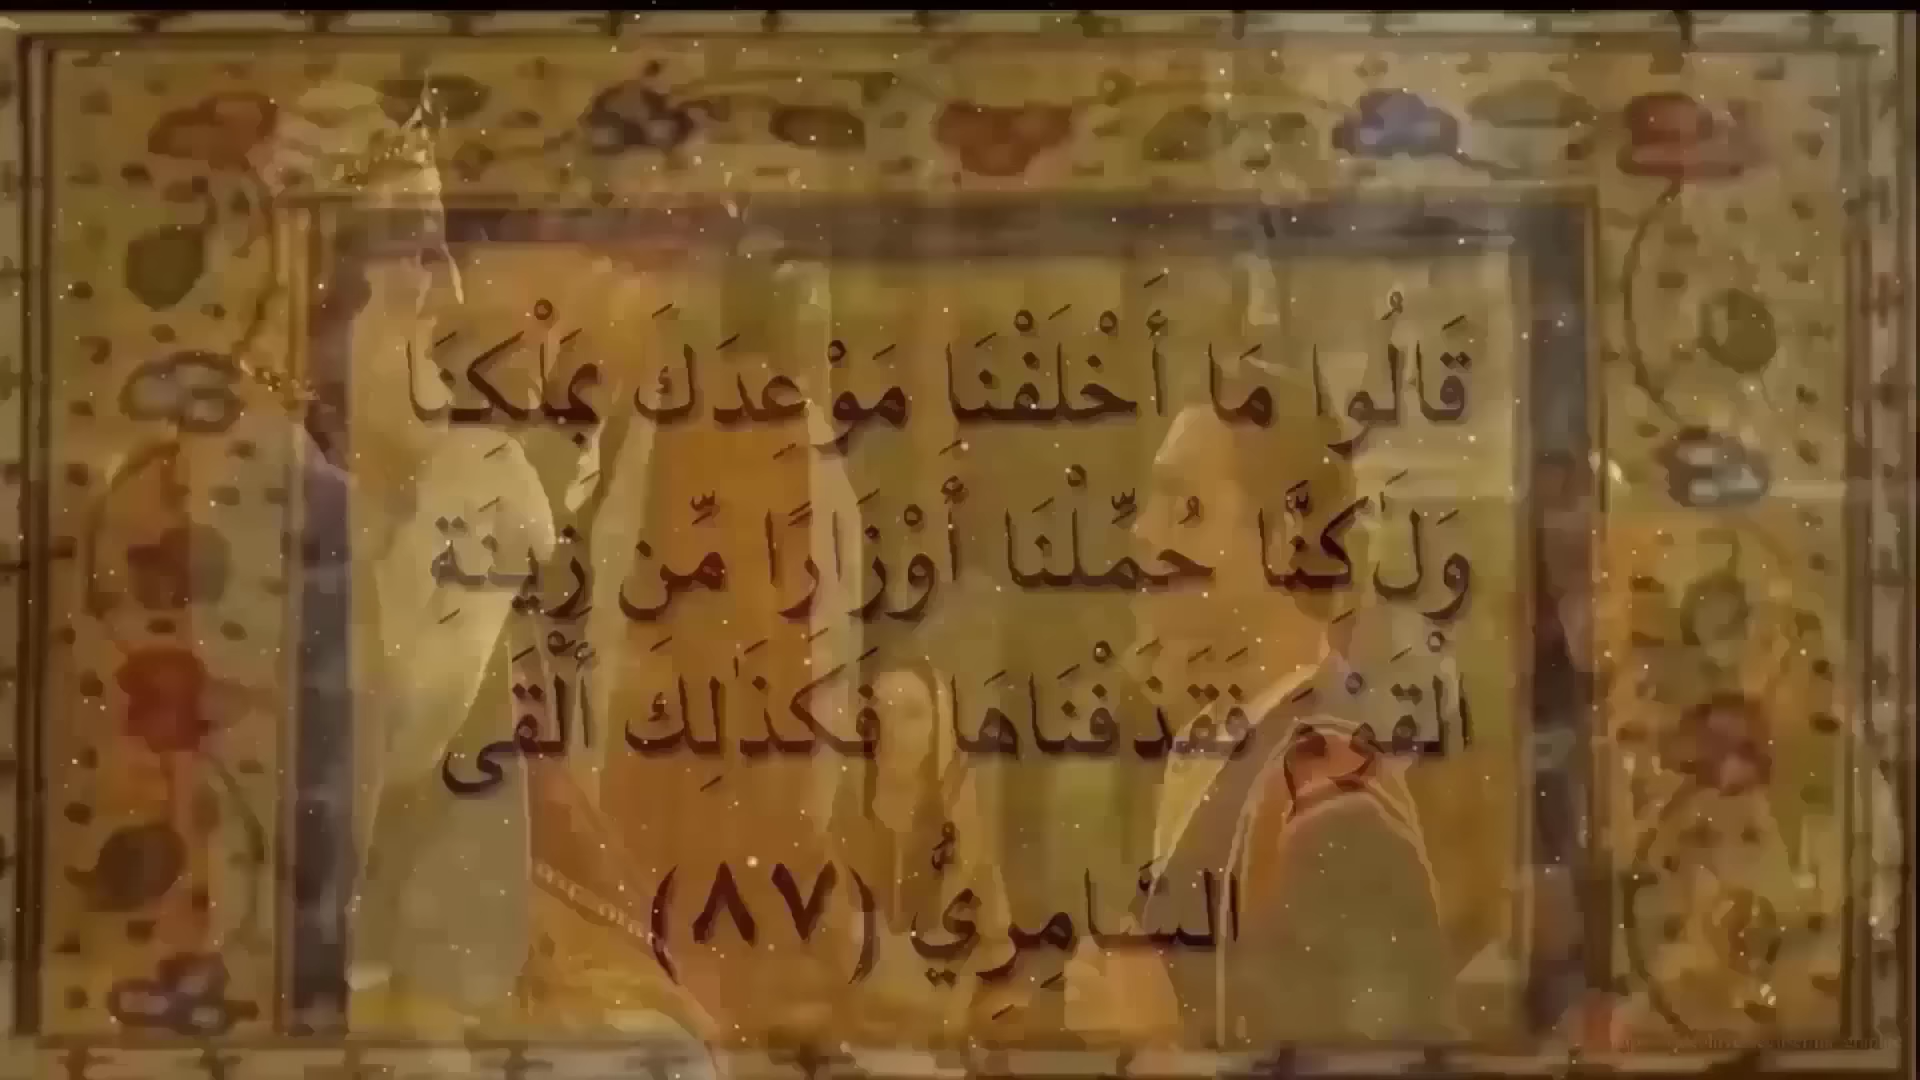 قَالُوا مَا أَخْلَفْنَا مَوْعِدَكَ بِمَلْكِنَا
وَلَٰكِنَّا حُمِّلْنَا أَوْزَارًا مِّن زِينَةِ
الْقَوْمِ فَقَذَفْنَاهَا فَكَذَٰلِكَ أَلْقَى
السَّامِرِيُّ (٨٧)